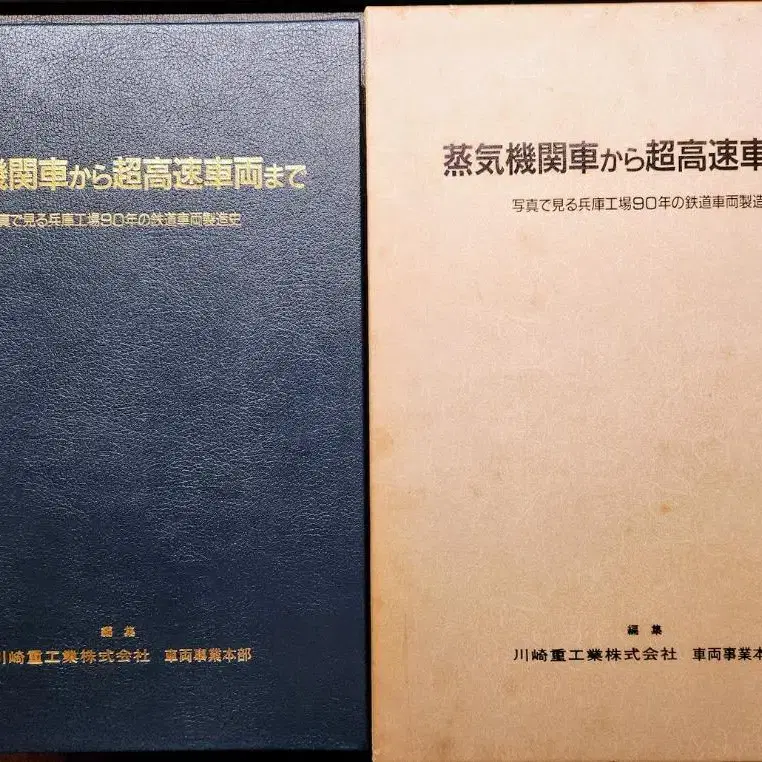 機関車から超高速車両まで
真で見る兵庫工場90年の鉄道車両製造史
編集
川崎重工業株式会社 車両事業本部
蒸気機関車から超高速車
写真で見る兵庫工場90年の鉄道車両製造
編集
川崎重工業株式会社 車両事業本